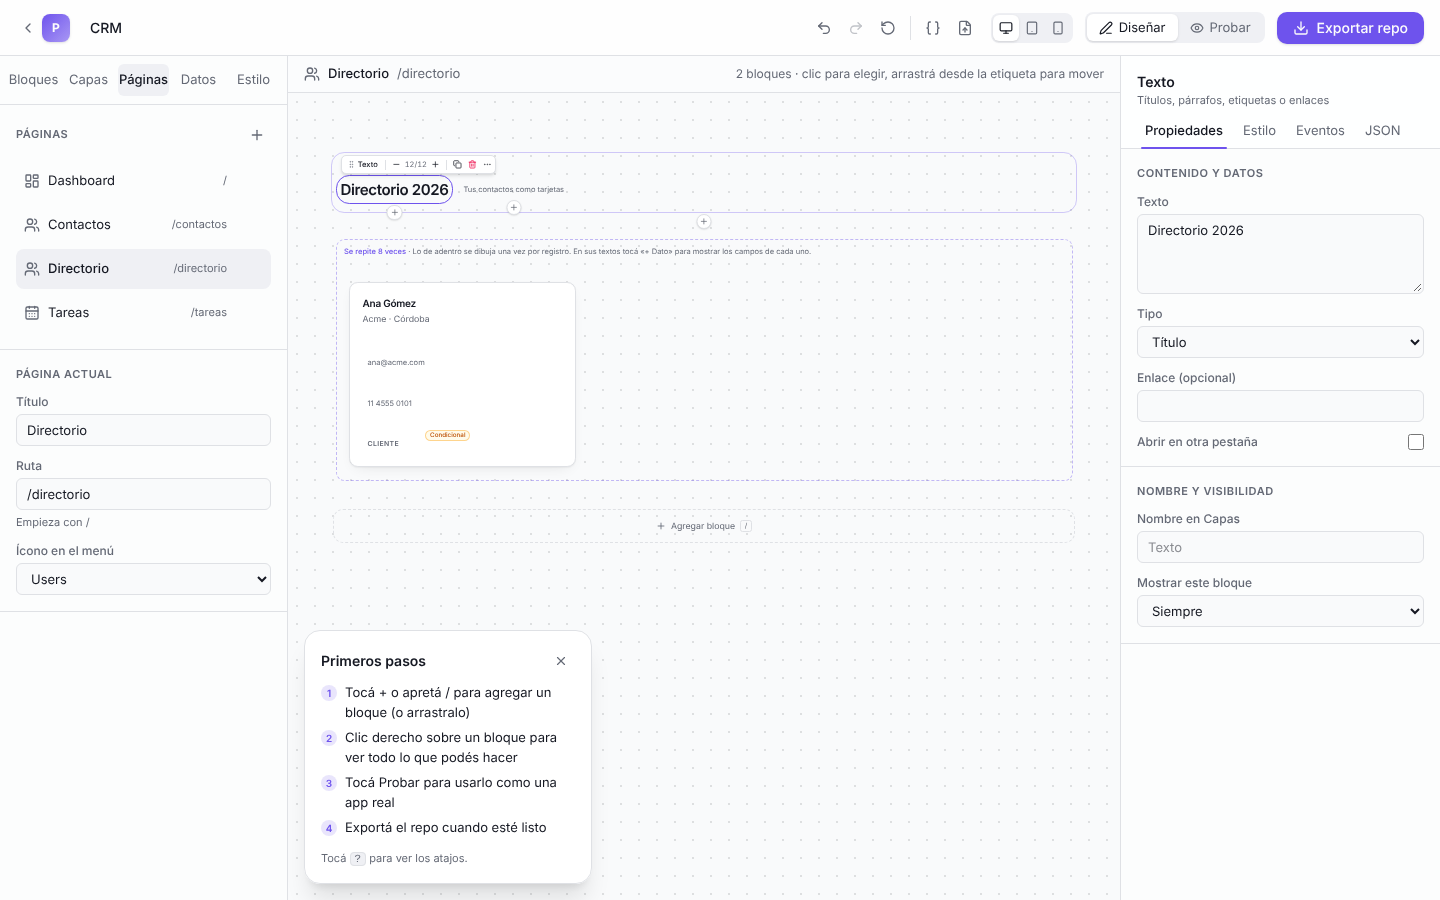 P
CRM
Diseñar
Probar
Exportar repo
Bloques
Capas
Páginas
Datos
Estilo
Directorio /directorio
2 bloques · clic para elegir, arrastrá desde la etiqueta para mover
PÁGINAS
Dashboard /
Contactos /contactos
Directorio /directorio
Tareas /tareas
PÁGINA ACTUAL
Título
Directorio
Ruta
/directorio
Empieza con /
Ícono en el menú
Users
Texto
12/12
Directorio 2026
Tus contactos como tarjetas
Se repite 8 veces · Lo de adentro se dibuja una vez por registro. En sus textos tocá «+ Dato» para mostrar los campos de cada uno.
Ana Gómez
Acme · Córdoba
ana@acme.com
11 4555 0101
CLIENTE
Condicional
+ Agregar bloque /
Primeros pasos
1 Tocá + o apretá / para agregar un
bloque (o arrastralo)
2 Clic derecho sobre un bloque para
ver todo lo que podés hacer
3 Tocá Probar para usarlo como una
app real
4 Exportá el repo cuando esté listo
Tocá ? para ver los atajos.
Texto
Títulos, párrafos, etiquetas o enlaces
Propiedades
Estilo
Eventos
JSON
CONTENIDO Y DATOS
Texto
Directorio 2026
Tipo
Título
Enlace (opcional)
Abrir en otra pestaña
NOMBRE Y VISIBILIDAD
Nombre en Capas
Texto
Mostrar este bloque
Siempre